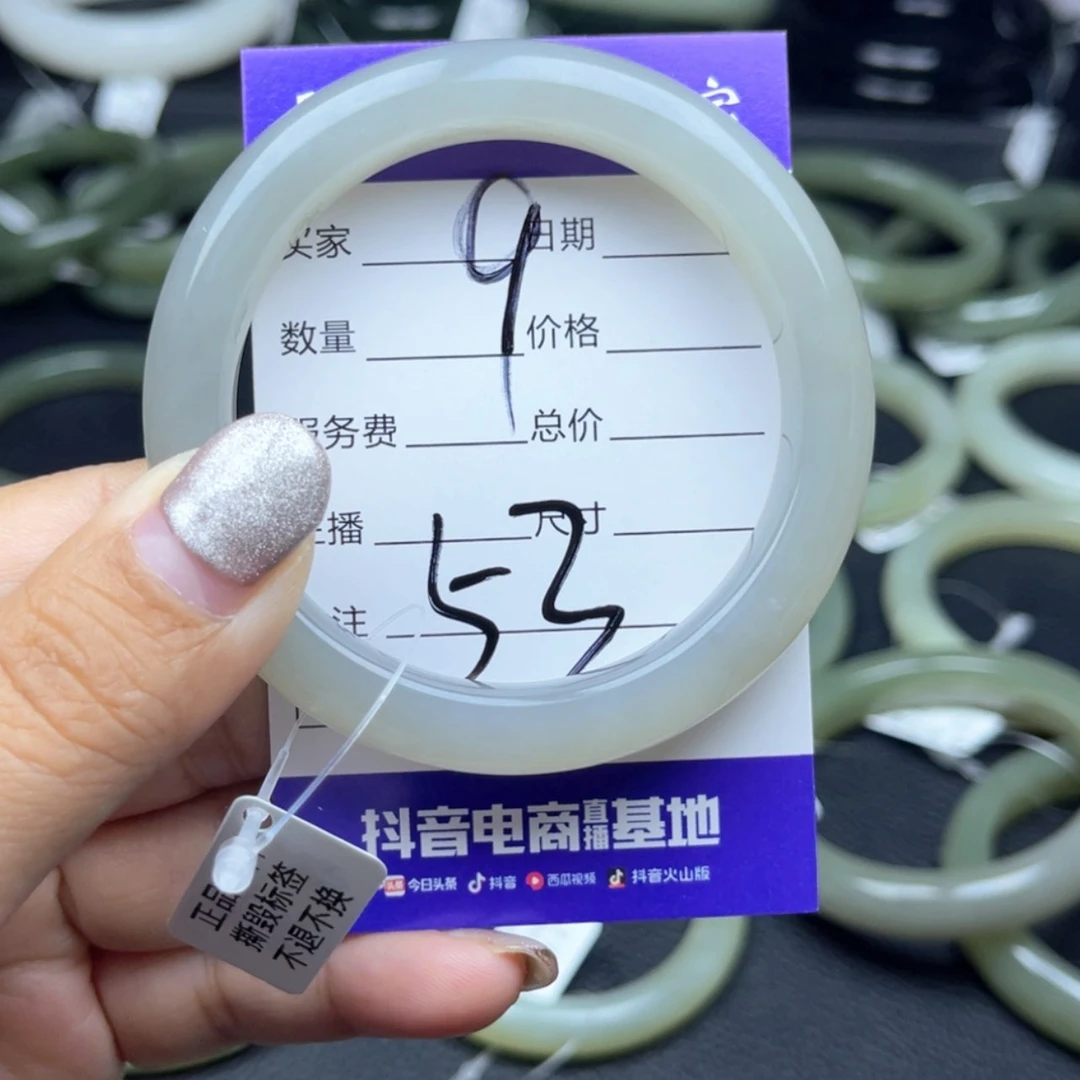 9
买家 日期
数量 价格
服务费 总价
主播 尺寸
注
53
抖音电商直播基地
头条 今日头条 抖音 西瓜视频 抖音火山版
正品
撕毁标签
不退不换